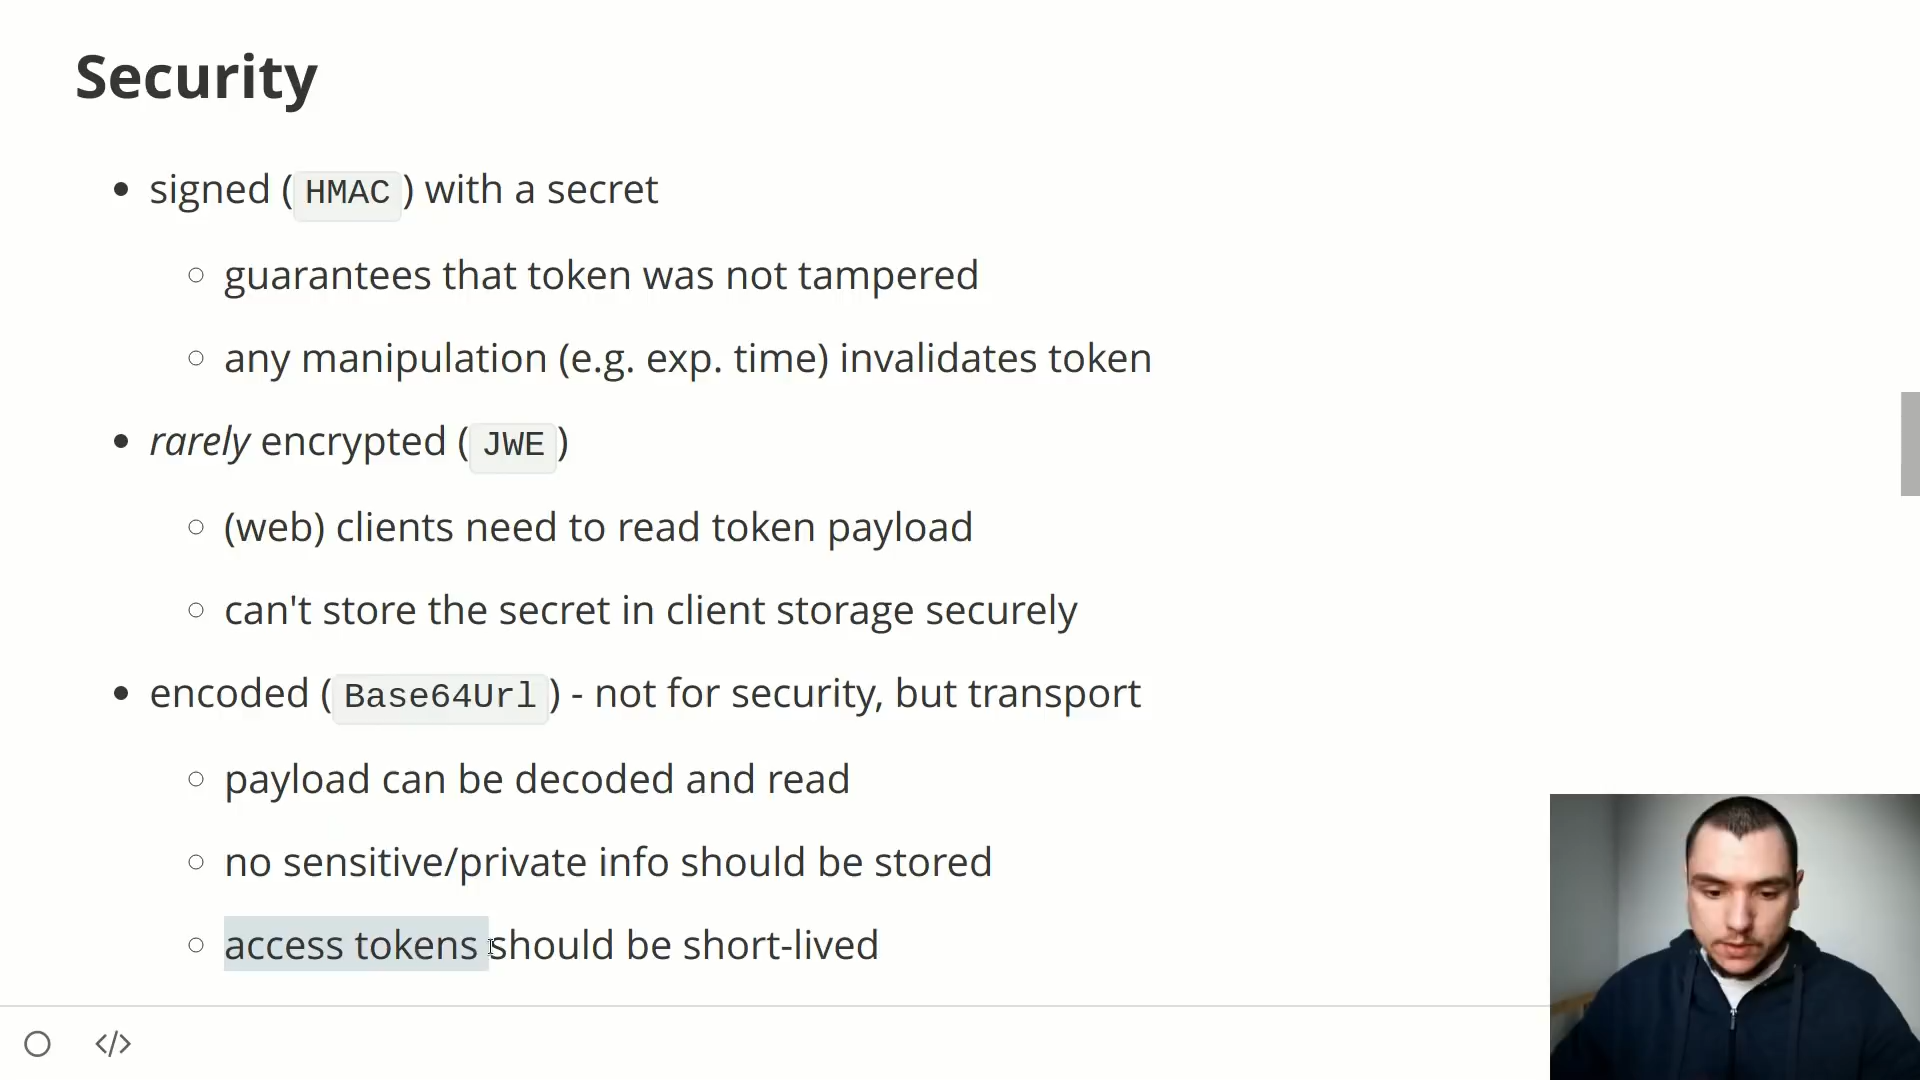 Security
signed (HMAC) with a secret
guarantees that token was not tampered
any manipulation (e.g. exp. time) invalidates token
rarely encrypted (JWE)
(web) clients need to read token payload
can't store the secret in client storage securely
encoded (Base64Url) - not for security, but transport
payload can be decoded and read
no sensitive/private info should be stored
access tokens should be short-lived